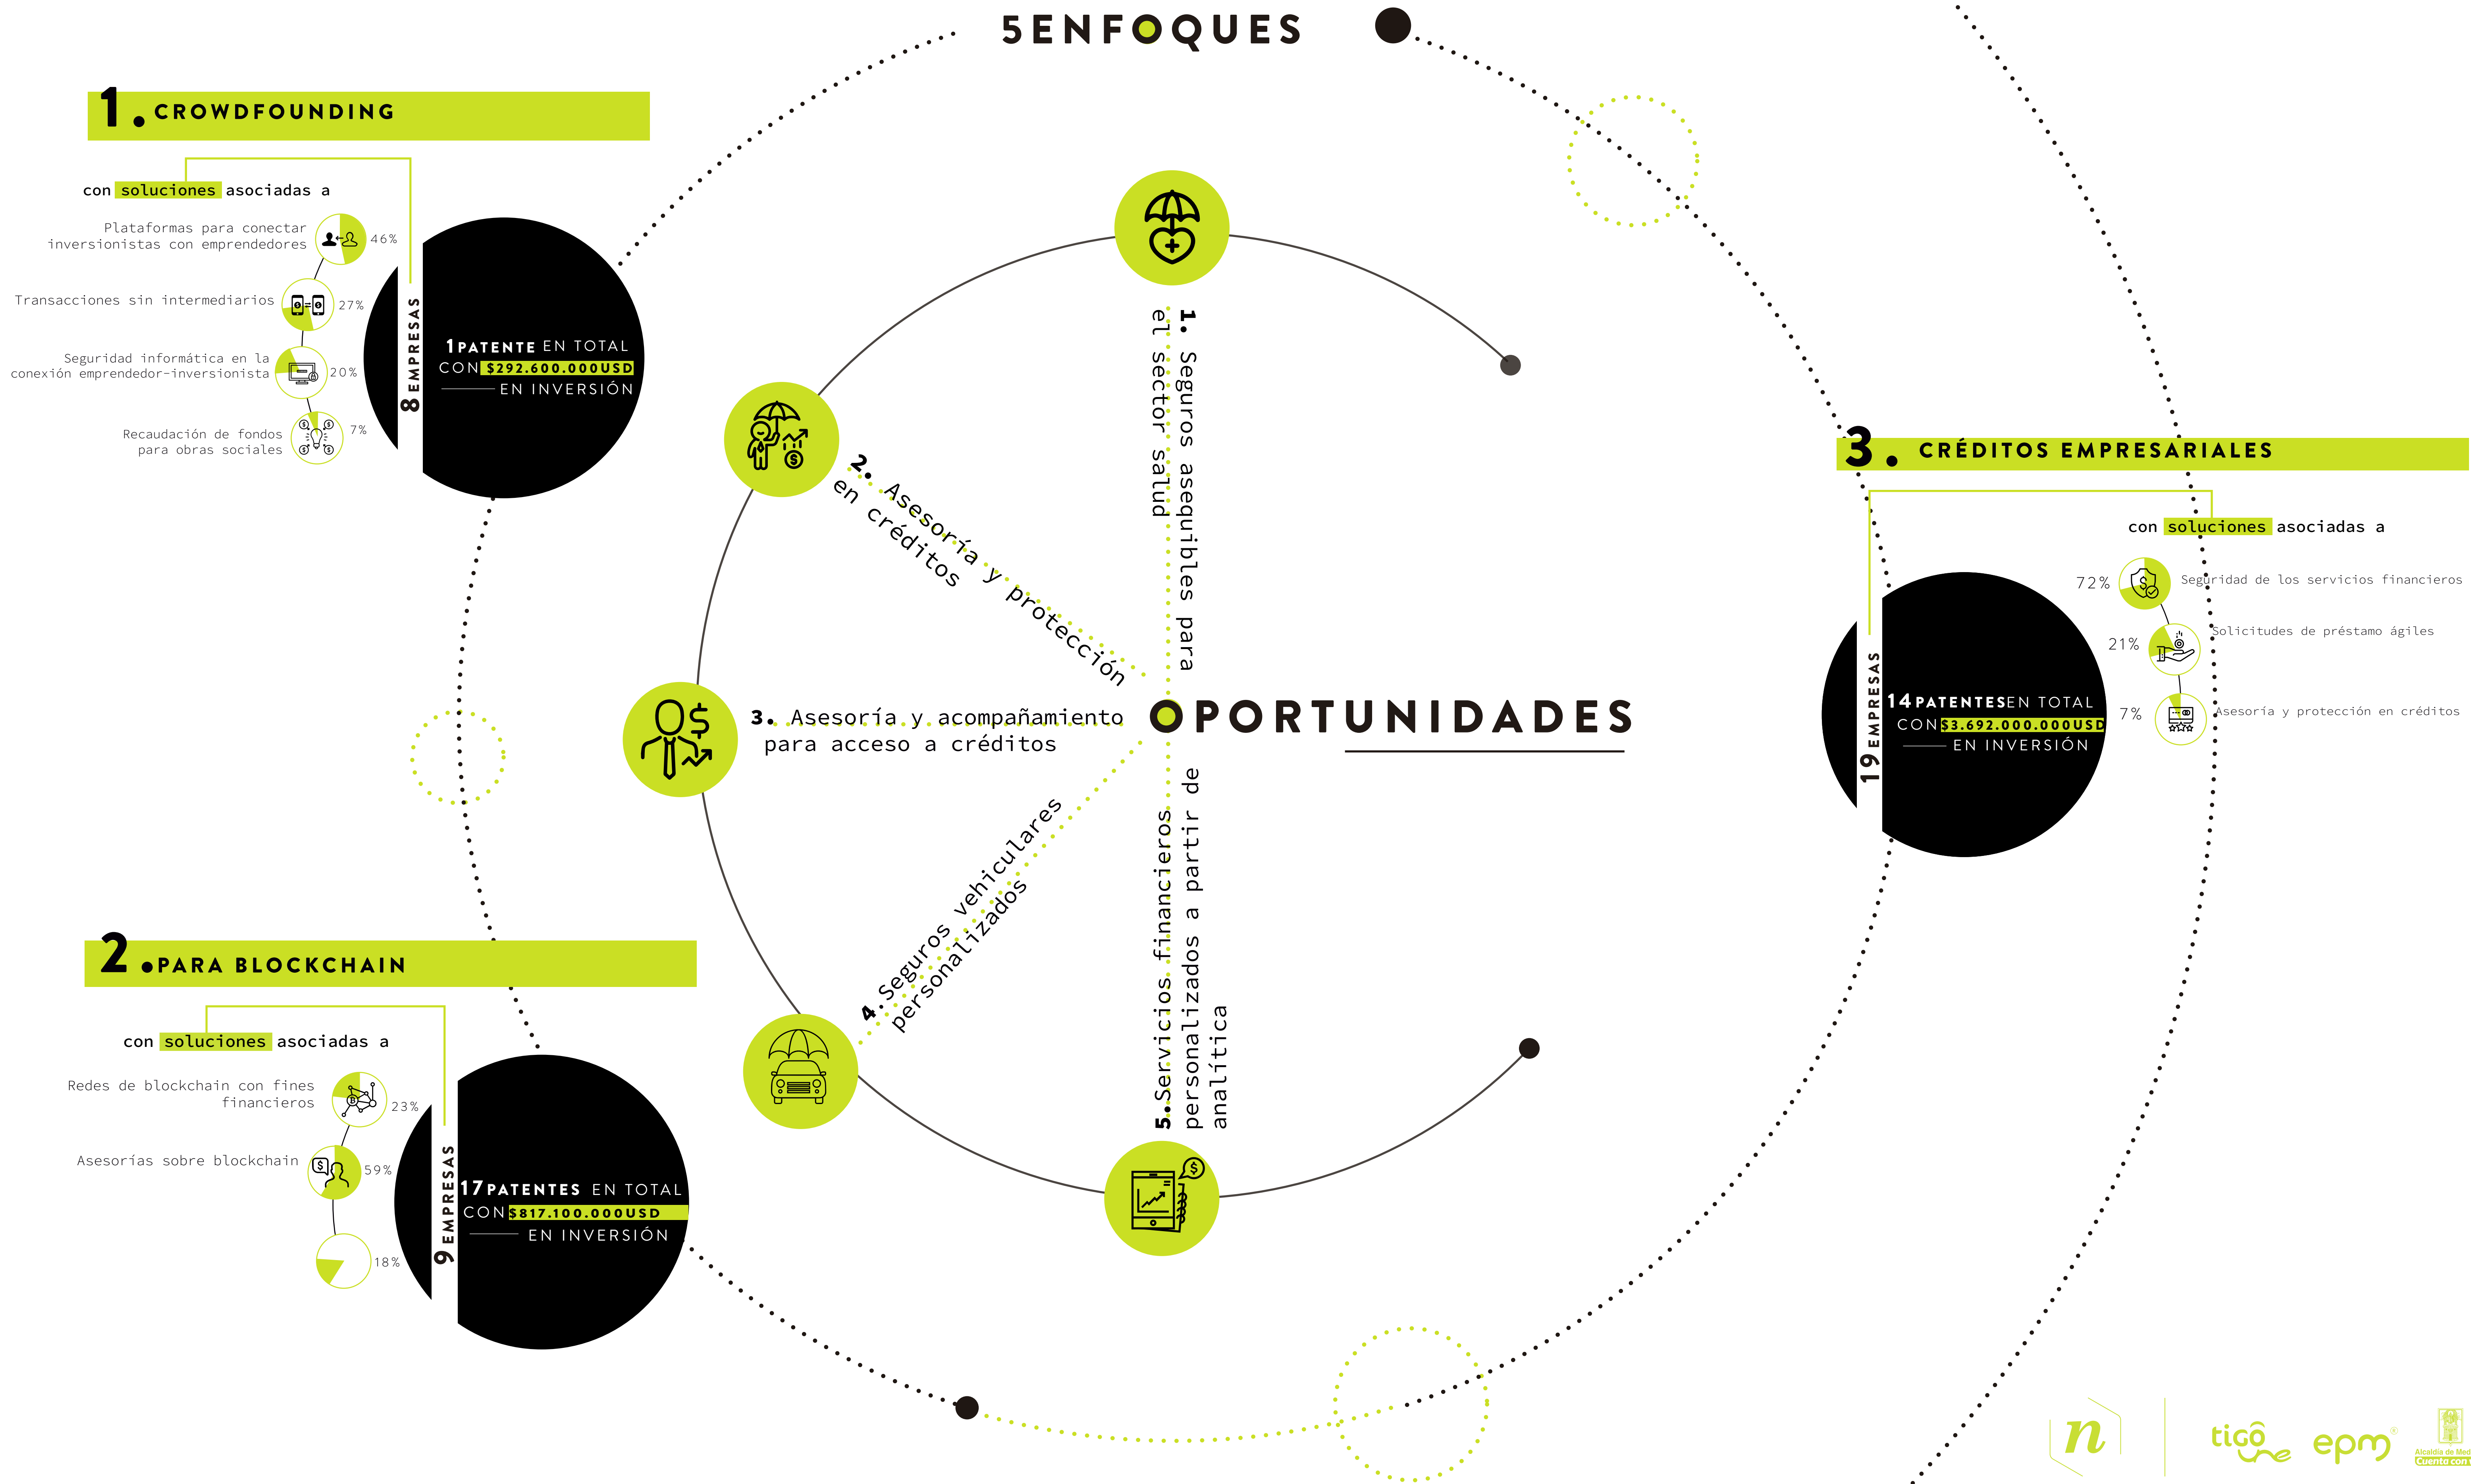 5ENFOQUES
1. CROWDFOUNDING
con soluciones asociadas a
Plataformas para conectar
inversionistas con emprendedores
46%
Transacciones sin intermediarios
27%
Seguridad informática en la
conexión emprendedor-inversionista
20%
Recaudación de fondos
para obras sociales
7%
8 EMPRESAS
1 PATENTE EN TOTAL
CON $292.600.000USD
EN INVERSIÓN
2. PARA BLOCKCHAIN
con soluciones asociadas a
Redes de blockchain con fines
financieros
23%
Asesorías sobre blockchain
59%
18%
9 EMPRESAS
17 PATENTES EN TOTAL
CON $817.100.000USD
EN INVERSIÓN
OPORTUNIDADES
1. Seguros asequibles para
el sector salud
2. Asesoría y protección
en créditos
3. Asesoría y acompañamiento
para acceso a créditos
4. Seguros vehiculares
personalizados
5. Servicios financieros
personalizados a partir de
analítica
3. CRÉDITOS EMPRESARIALES
con soluciones asociadas a
72%
Seguridad de los servicios financieros
21%
Solicitudes de préstamo ágiles
7%
Asesoría y protección en créditos
19 EMPRESAS
14 PATENTES EN TOTAL
CON $3.692.000.000USD
EN INVERSIÓN
n
tigo
une
epm®
Alcaldía de Med
Cuenta con